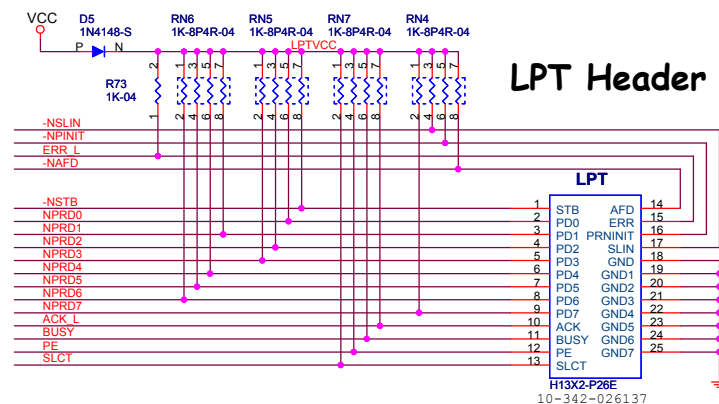 VCC
D5
1N4148-S
P N
RN6
1K-8P4R-04
RN5
1K-8P4R-04
RN7
1K-8P4R-04
RN4
1K-8P4R-04
LPTVCC
R73
1K-04
2 1 3 5 7 1 3 5 7 1 3 5 7 1 3 5 7
1 2 4 6 8 2 4 6 8 2 4 6 8 2 4 6 8
LPT Header
-NSLIN
-NPINIT
ERR_L
-NAFD
-NSTB
NPRD0
NPRD1
NPRD2
NPRD3
NPRD4
NPRD5
NPRD6
NPRD7
ACK_L
BUSY
PE
SLCT
LPT
1 STB AFD 14
2 PD0 ERR 15
3 PD1 PRNINIT 16
4 PD2 SLIN 17
5 PD3 GND 18
6 PD4 GND1 19
7 PD5 GND2 20
8 PD6 GND3 21
9 PD7 GND4 22
10 ACK GND5 23
11 BUSY GND6 24
12 PE GND7 25
13 SLCT
H13X2-P26E
10-342-026137